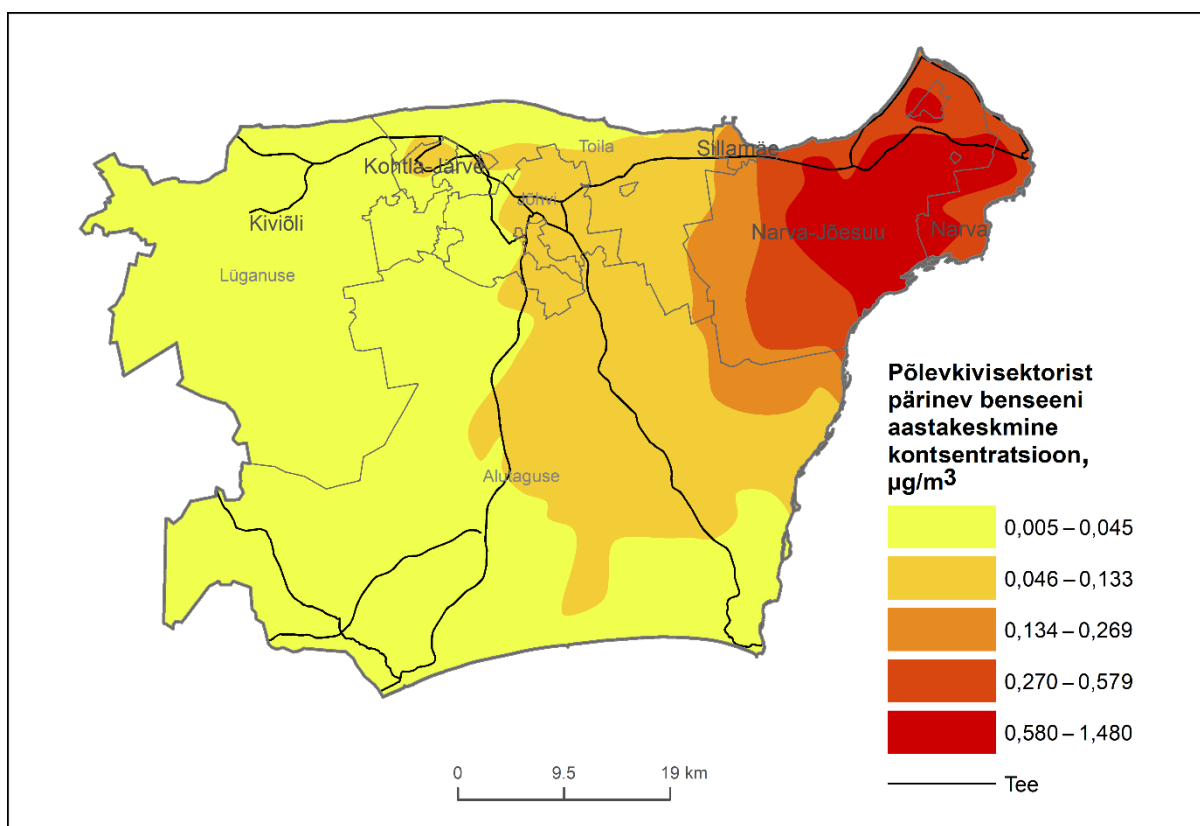 Toila
Sillamäe
Kohtla-Järve
Jõhvi
Kiviõli
Narva-Jõesuu
Narva
Lüganuse
Alutaguse
Põlevkivisektorist
pärinev benseeni
aastakeskmine
kontsentratsioon,
µg/m³
0,005 – 0,045
0,046 – 0,133
0,134 – 0,269
0,270 – 0,579
0,580 – 1,480
Tee
0 9.5 19 km